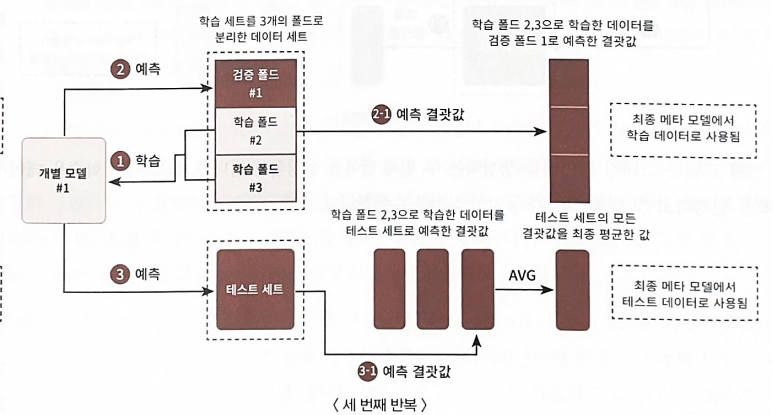 학습 세트를 3개의 폴드로
분리한 데이터 세트
학습 폴드 2,3으로 학습한 데이터를
검증 폴드 1로 예측한 결괏값
2 예측
검증 폴드
#1
학습 폴드
#2
학습 폴드
#3
1 학습
개별 모델
#1
2-1 예측 결괏값
최종 메타 모델에서
학습 데이터로 사용됨
학습 폴드 2,3으로 학습한 데이터를
테스트 세트로 예측한 결괏값
테스트 세트의 모든
결괏값을 최종 평균한 값
3 예측
테스트 세트
AVG
최종 메타 모델에서
테스트 데이터로 사용됨
3-1 예측 결괏값
〈 세 번째 반복 〉